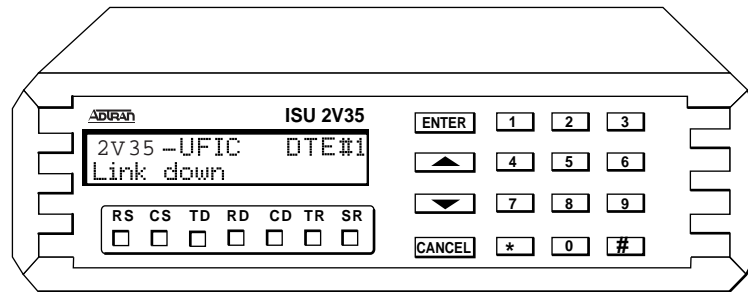 ADTRAN ISU 2V35
2V35-UFIC DTE#1
Link down
RS CS TD RD CD TR SR
ENTER 1 2 3
4 5 6
7 8 9
CANCEL * 0 #